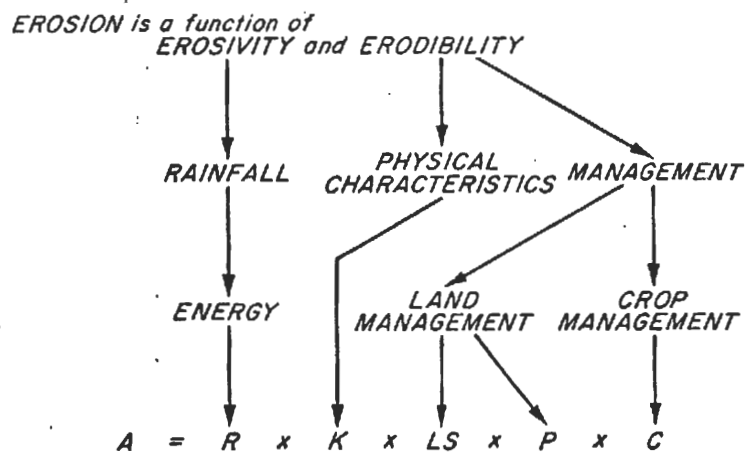 EROSION is a function of
EROSIVITY and ERODIBILITY
RAINFALL
PHYSICAL
CHARACTERISTICS
MANAGEMENT
ENERGY
LAND
MANAGEMENT
CROP
MANAGEMENT
A = R x K x LS x P x C